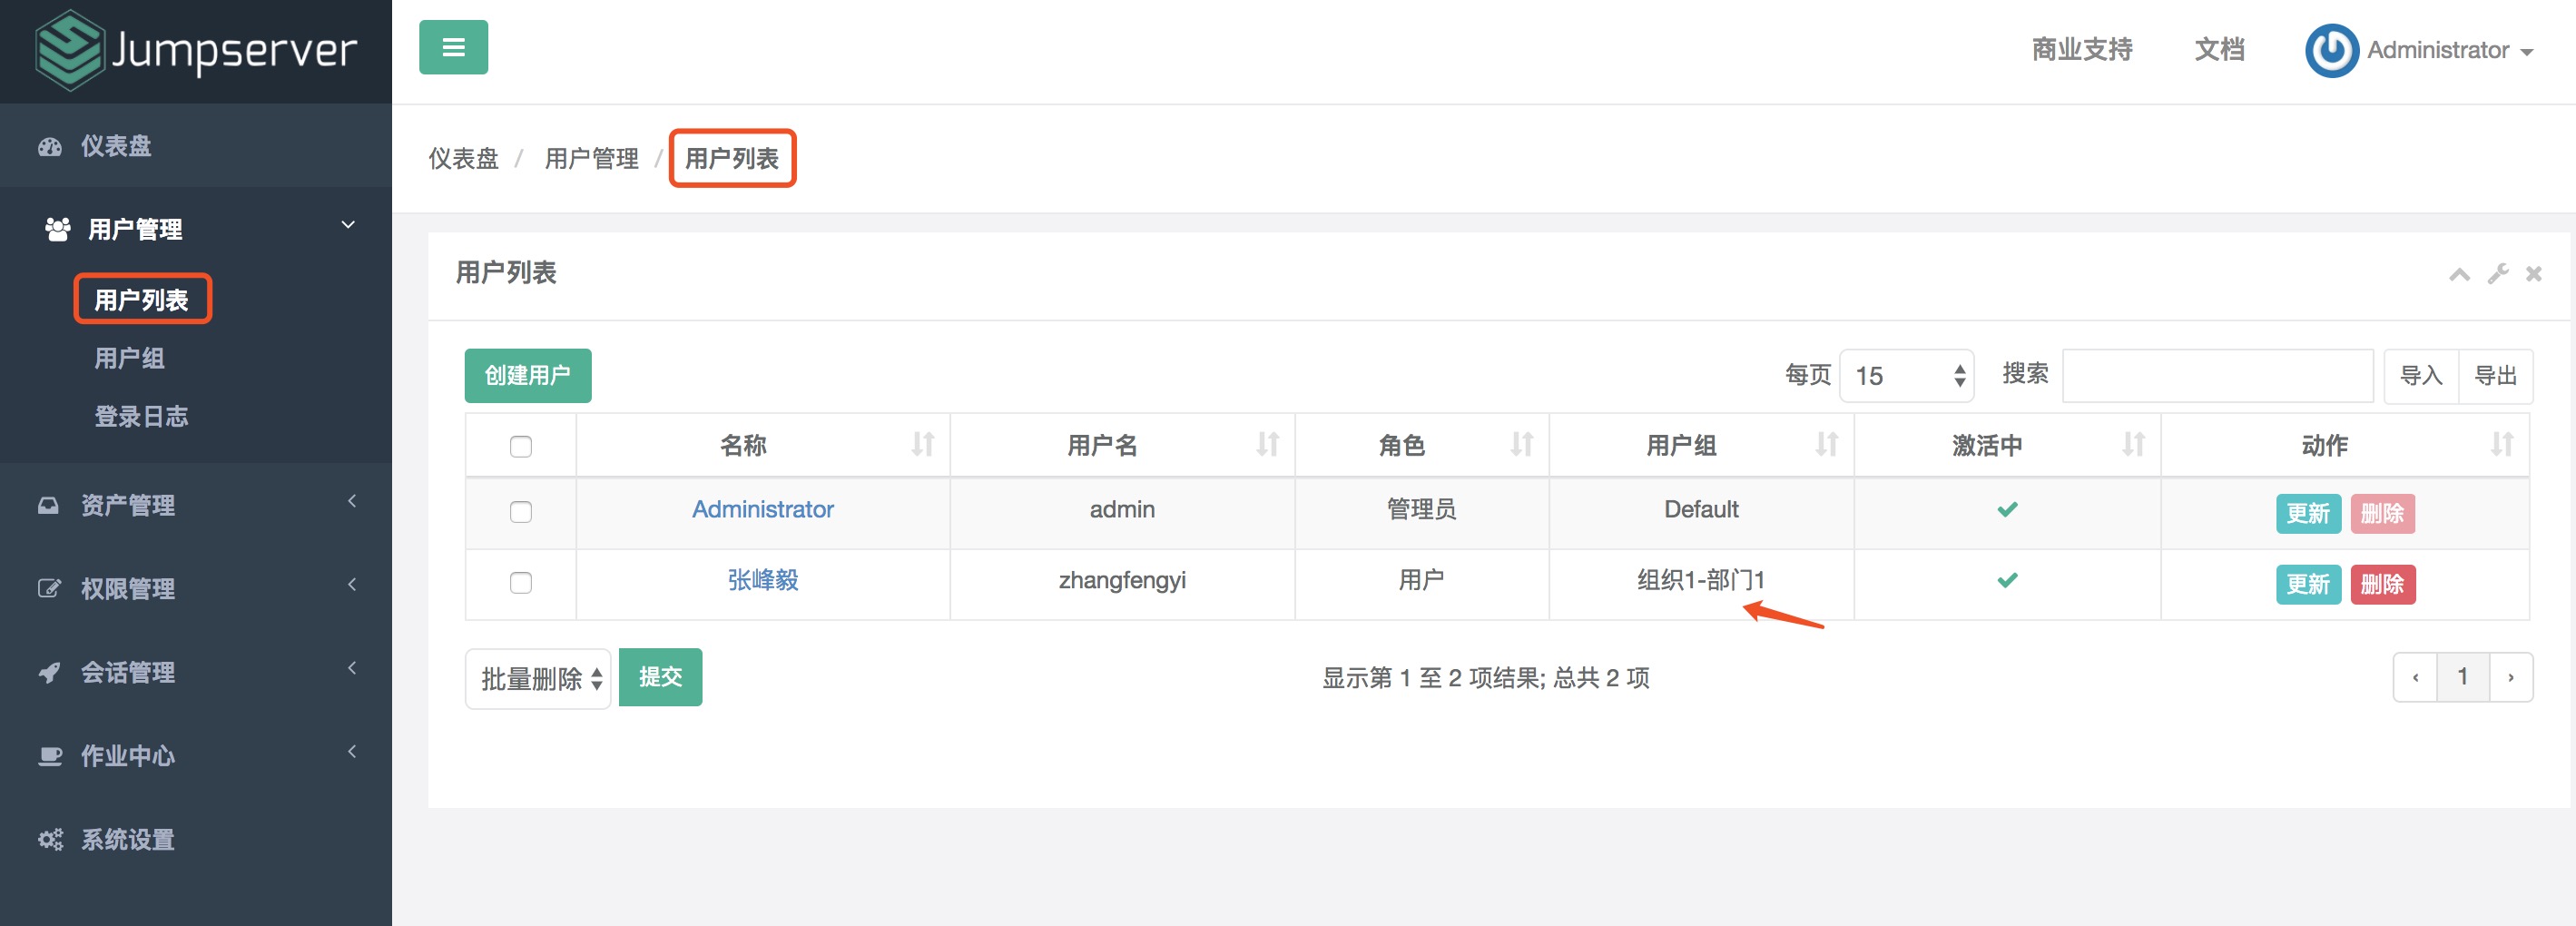 Jumpserver
商业支持 文档 Administrator
仪表盘
用户管理
用户列表
用户组
登录日志
资产管理
权限管理
会话管理
作业中心
系统设置
仪表盘 / 用户管理 / 用户列表
用户列表
创建用户 每页 15 搜索 导入 导出
名称 用户名 角色 用户组 激活中 动作
Administrator admin 管理员 Default 更新 删除
张峰毅 zhangfengyi 用户 组织1-部门1 更新 删除
批量删除 提交 显示第 1 至 2 项结果; 总共 2 项 ‹ 1 ›